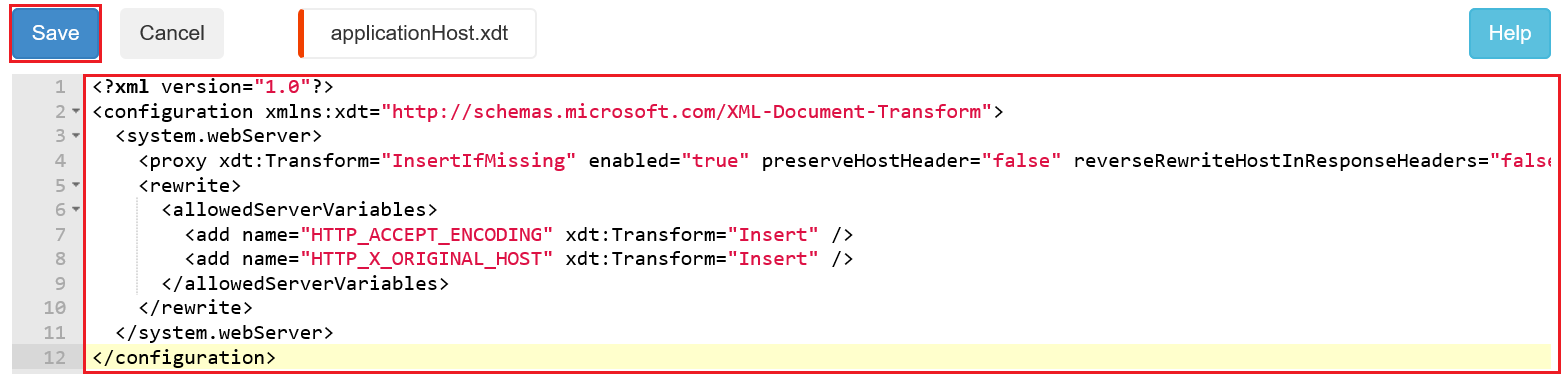 Save Cancel applicationHost.xdt Help
1 <?xml version="1.0"?>
2 <configuration xmlns:xdt="http://schemas.microsoft.com/XML-Document-Transform">
3 <system.webServer>
4 <proxy xdt:Transform="InsertIfMissing" enabled="true" preserveHostHeader="false" reverseRewriteHostInResponseHeaders="false
5 <rewrite>
6 <allowedServerVariables>
7 <add name="HTTP_ACCEPT_ENCODING" xdt:Transform="Insert" />
8 <add name="HTTP_X_ORIGINAL_HOST" xdt:Transform="Insert" />
9 </allowedServerVariables>
10 </rewrite>
11 </system.webServer>
12 </configuration>